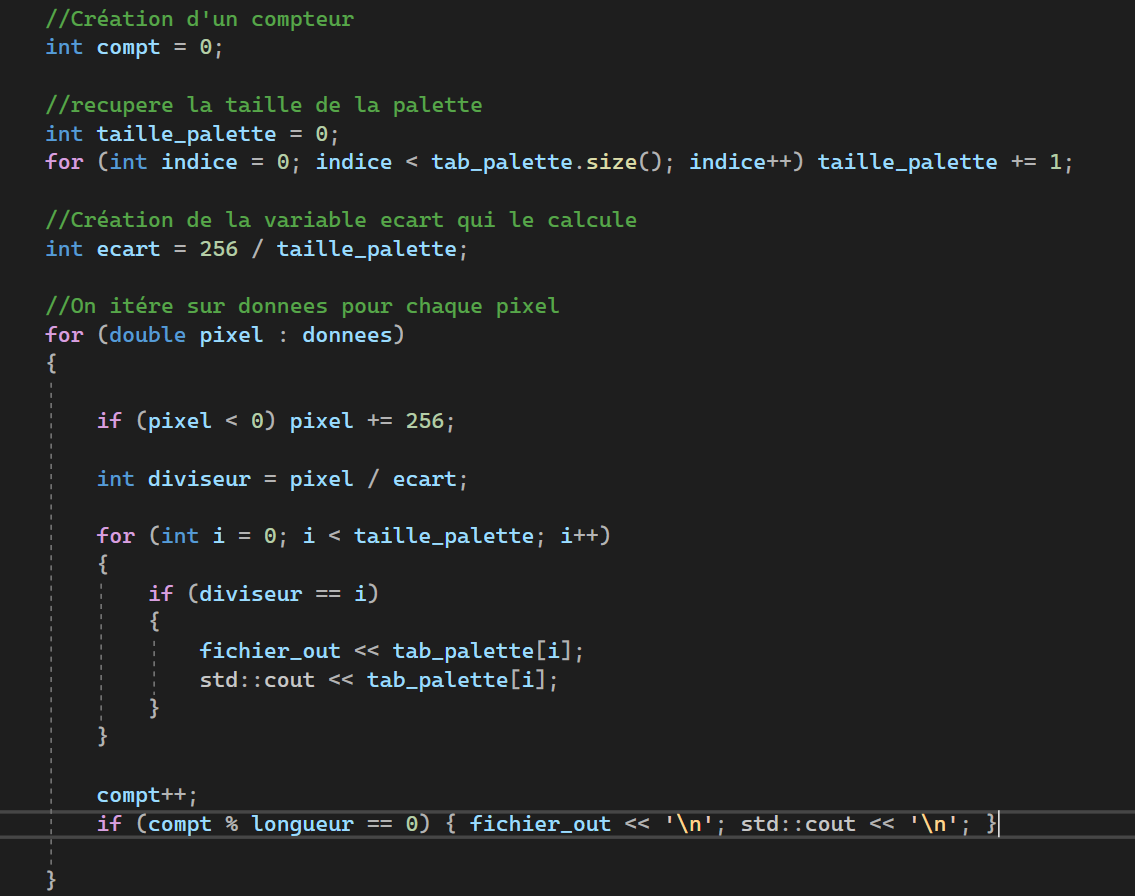 //Création d'un compteur
int compt = 0;
//recupere la taille de la palette
int taille_palette = 0;
for (int indice = 0; indice < tab_palette.size(); indice++) taille_palette += 1;
//Création de la variable ecart qui le calcule
int ecart = 256 / taille_palette;
//On itére sur donnees pour chaque pixel
for (double pixel : donnees)
{
if (pixel < 0) pixel += 256;
int diviseur = pixel / ecart;
for (int i = 0; i < taille_palette; i++)
{
if (diviseur == i)
{
fichier_out << tab_palette[i];
std::cout << tab_palette[i];
}
}
compt++;
if (compt % longueur == 0) { fichier_out << '\n'; std::cout << '\n'; }
}